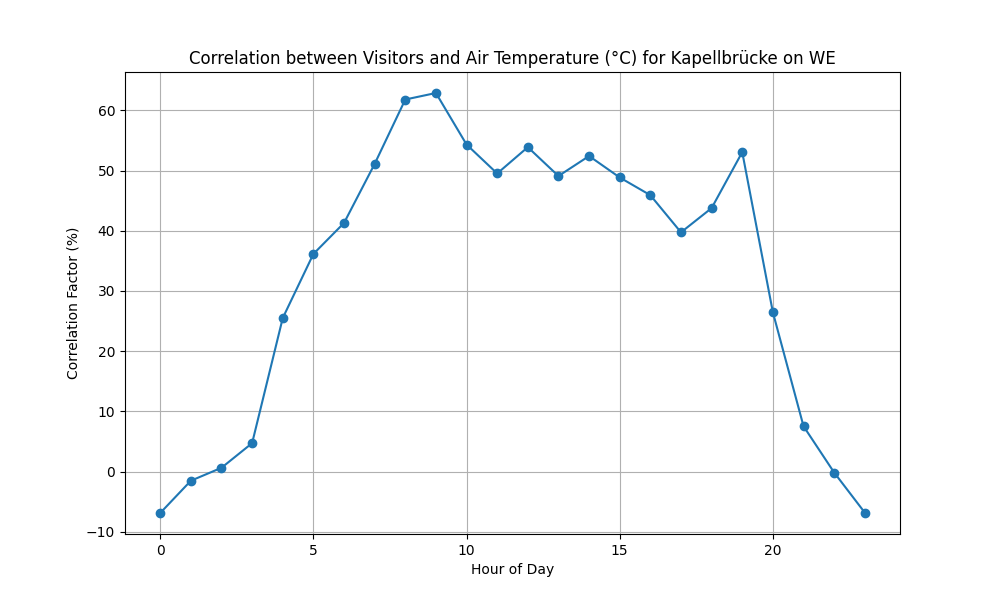 Correlation between Visitors and Air Temperature (°C) for Kapellbrücke on WE
Correlation Factor (%)
60
50
40
30
20
10
0
−10
0 5 10 15 20
Hour of Day